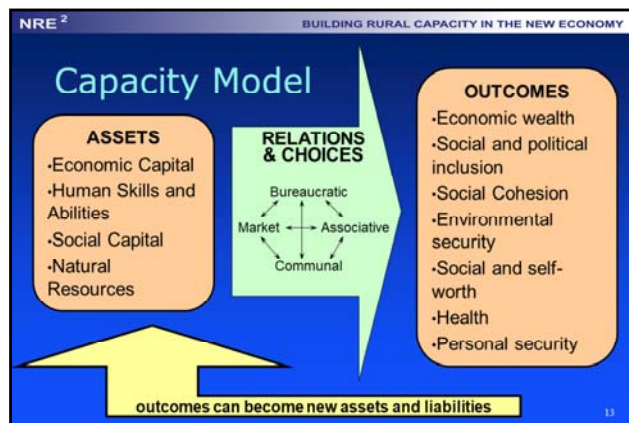 NRE²
BUILDING RURAL CAPACITY IN THE NEW ECONOMY
Capacity Model
ASSETS
•Economic Capital
•Human Skills and
Abilities
•Social Capital
•Natural
Resources
RELATIONS
& CHOICES
Bureaucratic
Market
Associative
Communal
OUTCOMES
•Economic wealth
•Social and political
inclusion
•Social Cohesion
•Environmental
security
•Social and self-
worth
•Health
•Personal security
outcomes can become new assets and liabilities
13